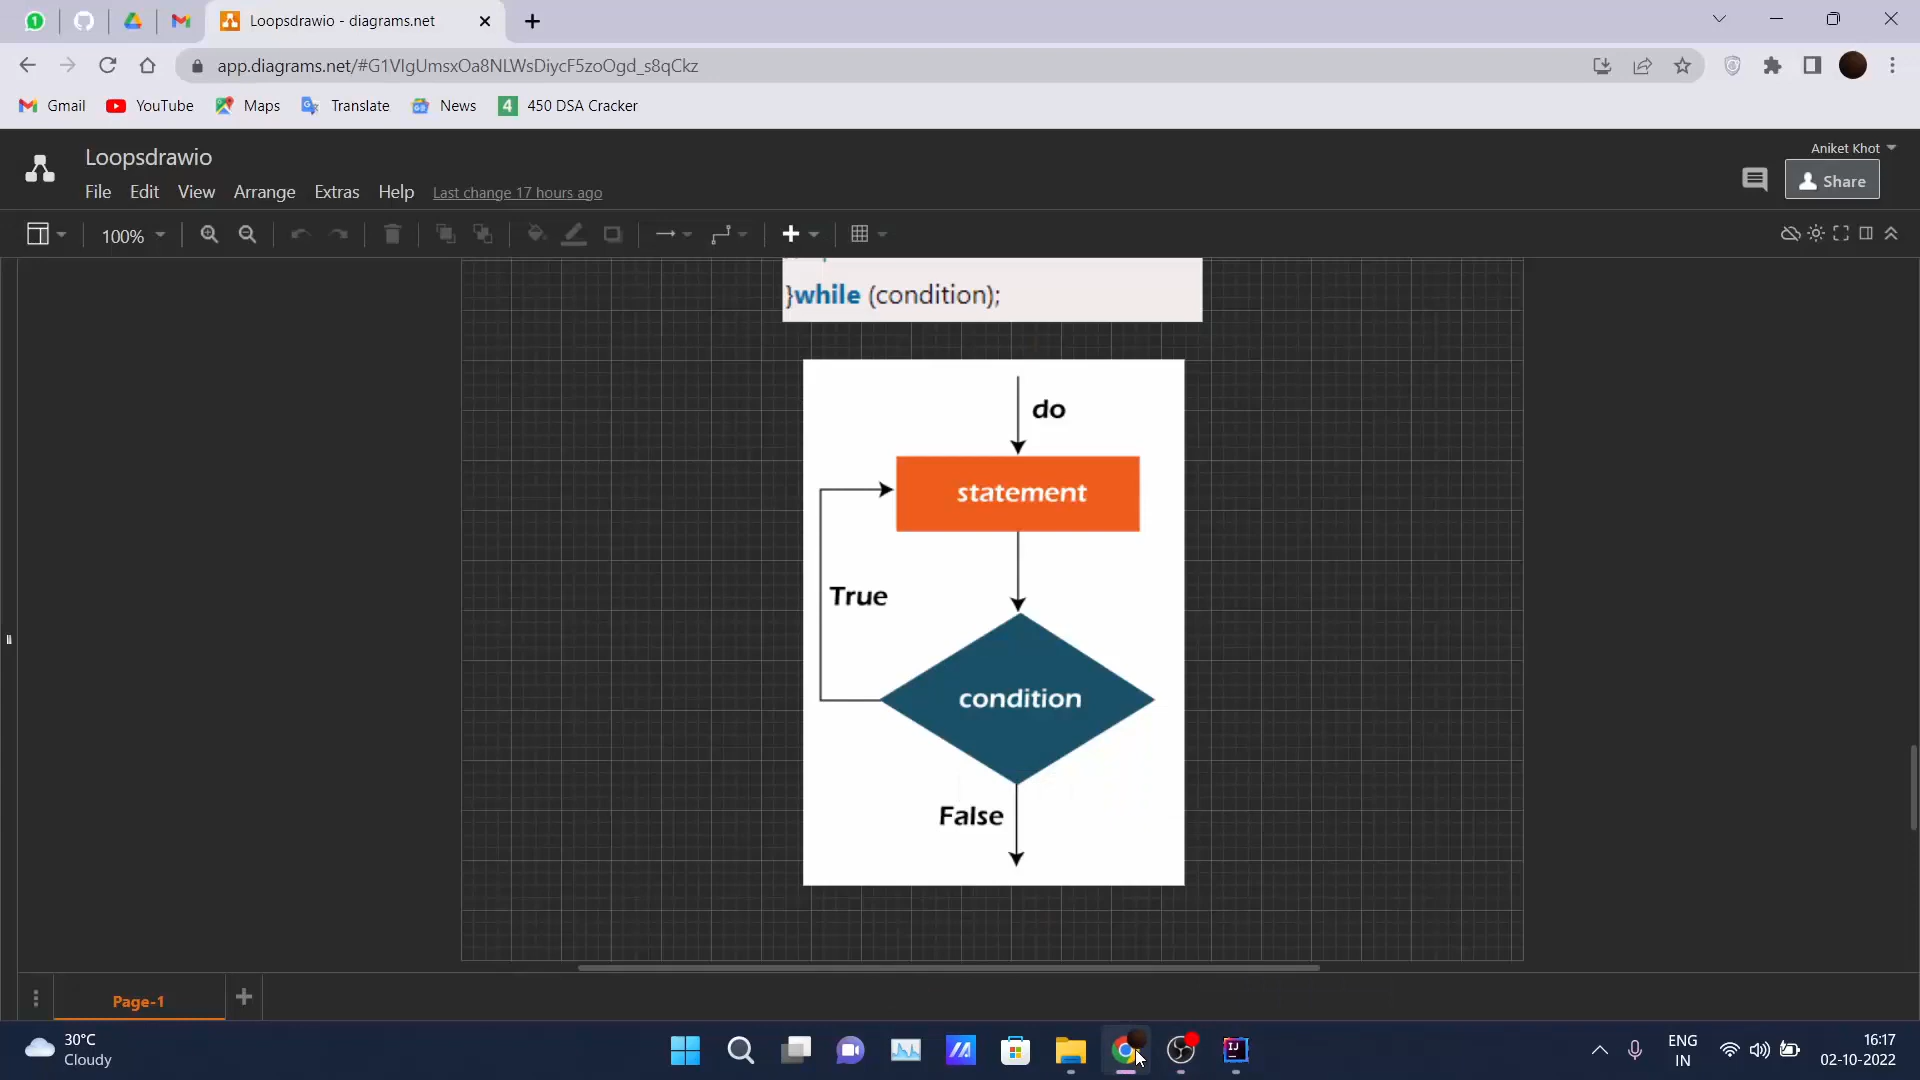 Loopsdrawio - diagrams.net
app.diagrams.net/#G1VIgUmsxOa8NLWsDiycF5zoOgd_s8qCkz
Gmail YouTube Maps Translate News 4 450 DSA Cracker
Loopsdrawio
Aniket Khot
File Edit View Arrange Extras Help Last change 17 hours ago
Share
100%
}while (condition);
do
statement
True
condition
False
Page-1
30°C
Cloudy
ENG
IN
16:17
02-10-2022